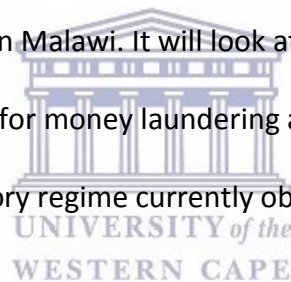 n Malawi. It will look at
for money laundering a
ory regime currently ob
UNIVERSITY of the
WESTERN CAPE